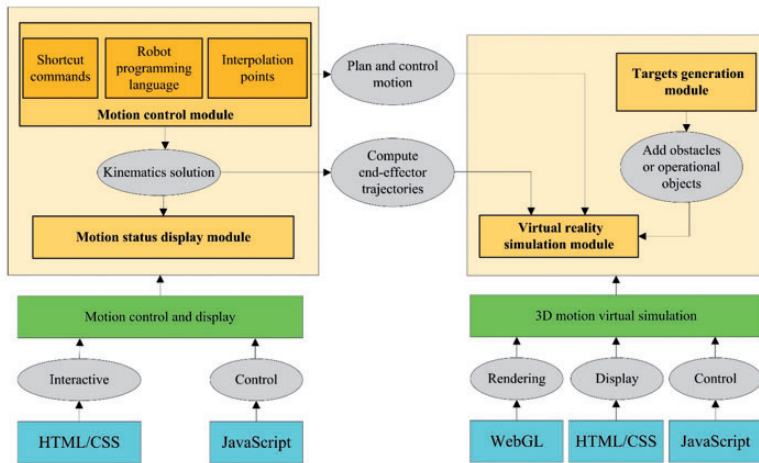 Shortcut
commands
Robot
programming
language
Interpolation
points
Motion control module
Kinematics solution
Motion status display module
Plan and control
motion
Compute
end-effector
trajectories
Targets generation
module
Add obstacles
or operational
objects
Virtual reality
simulation module
Motion control and display
Interactive
Control
HTML/CSS
JavaScript
3D motion virtual simulation
Rendering
Display
Control
WebGL
HTML/CSS
JavaScript